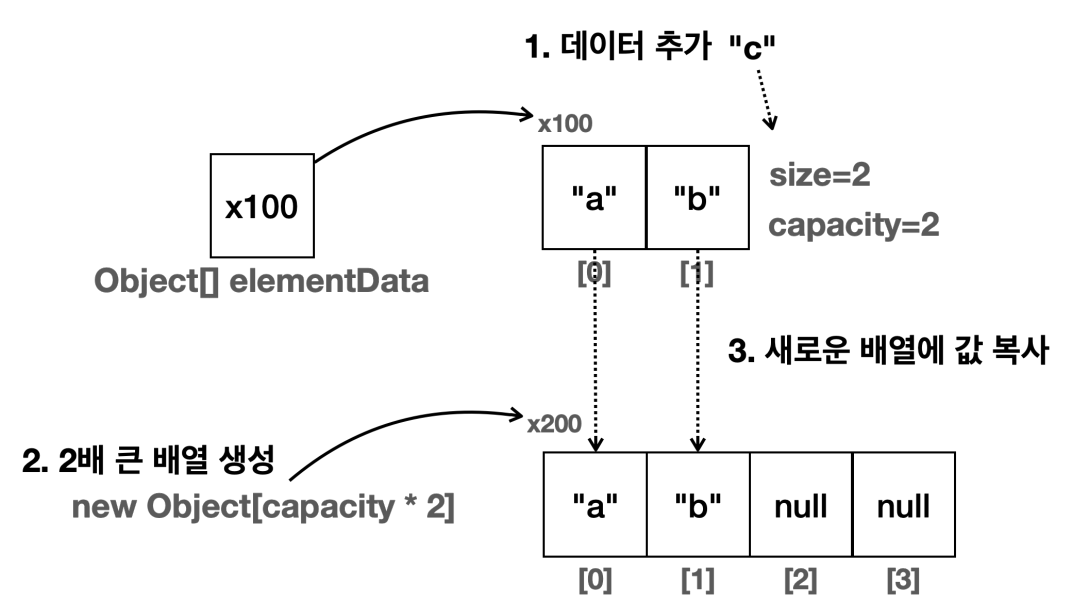 1. 데이터 추가 "c"
x100
x100
"a" "b"
size=2
capacity=2
Object[] elementData
[0] [1]
3. 새로운 배열에 값 복사
x200
2. 2배 큰 배열 생성
new Object[capacity * 2]
"a" "b" null null
[0] [1] [2] [3]